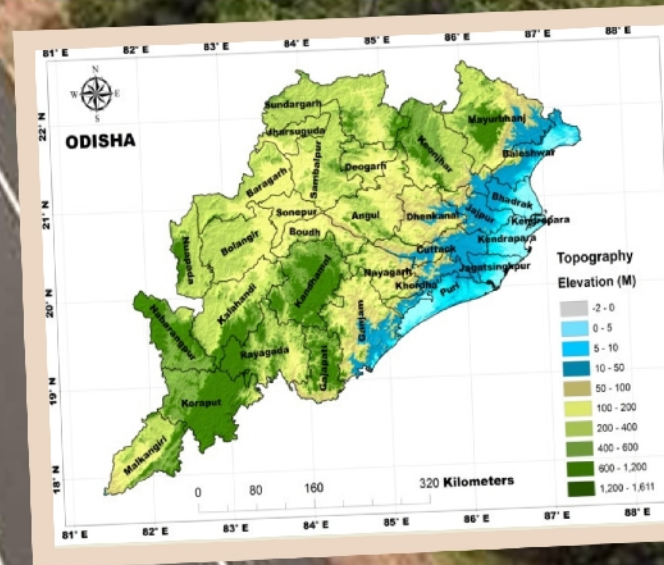 81° E 82° E 83° E 84° E 85° E 86° E 87° E 88° E
N
W E
S
ODISHA
22° N
21° N
20° N
19° N
18° N
Sundargarh
Jharsuguda
Sambalpur
Baragarh
Deogarh
Keonjhar
Mayurbhanj
Baleshwar
Bhadrak
Kendrapara
Jajpur
Dhenkanal
Angul
Sonepur
Boudh
Bolangir
Nuapada
Cuttack
Kendrapara
Jagatsinghpur
Nayagarh
Khordha
Puri
Kandhamal
Kalahandi
Ganjam
Nabarangpur
Rayagada
Gajapati
Koraput
Malkangiri
Topography
Elevation (M)
-2 - 0
0 - 5
5 - 10
10 - 50
50 - 100
100 - 200
200 - 400
400 - 600
600 - 1,200
1,200 - 1,611
0 80 160 320 Kilometers
81° E 82° E 83° E 84° E 85° E 86° E 87° E 88° E